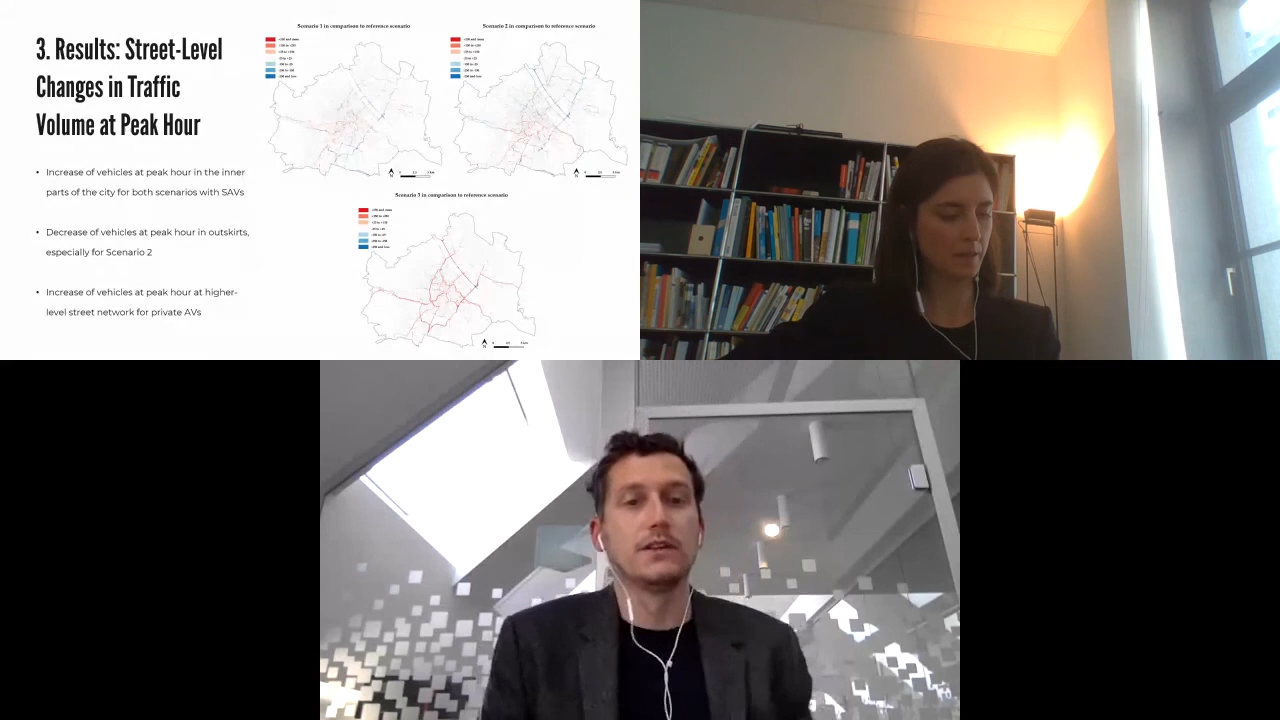 3. Results: Street-Level
Changes in Traffic
Volume at Peak Hour
• Increase of vehicles at peak hour in the inner
parts of the city for both scenarios with SAVs
• Decrease of vehicles at peak hour in outskirts,
especially for Scenario 2
• Increase of vehicles at peak hour at higher-
level street network for private AVs
Scenario 1 in comparison to reference scenario
Scenario 2 in comparison to reference scenario
Scenario 3 in comparison to reference scenario